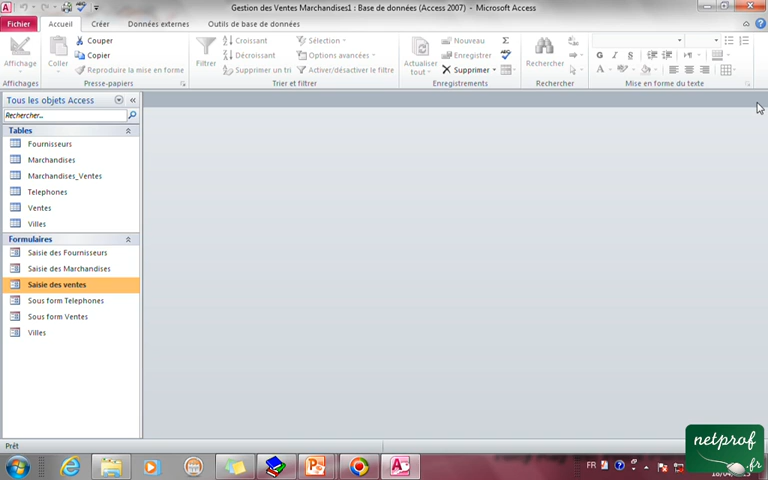 Gestion des Ventes Marchandises1 : Base de données (Access 2007) - Microsoft Access
Fichier Accueil Créer Données externes Outils de base de données
Affichages
Affichages
Coller
Couper
Copier
Reproduire la mise en forme
Presse-papiers
Filtrer
Croissant
Décroissant
Supprimer un tri
Sélection
Options avancées
Activer/désactiver le filtre
Trier et filtrer
Actualiser
tout
Nouveau
Enregistrer
Supprimer
Σ
Enregistrements
Rechercher
Rechercher
G I S
A
Mise en forme du texte
Tous les objets Access
Rechercher...
Tables
Fournisseurs
Marchandises
Marchandises_Ventes
Telephones
Ventes
Villes
Formulaires
Saisie des Fournisseurs
Saisie des Marchandises
Saisie des ventes
Sous form Telephones
Sous form Ventes
Villes
Prêt
FR
netprof
.fr